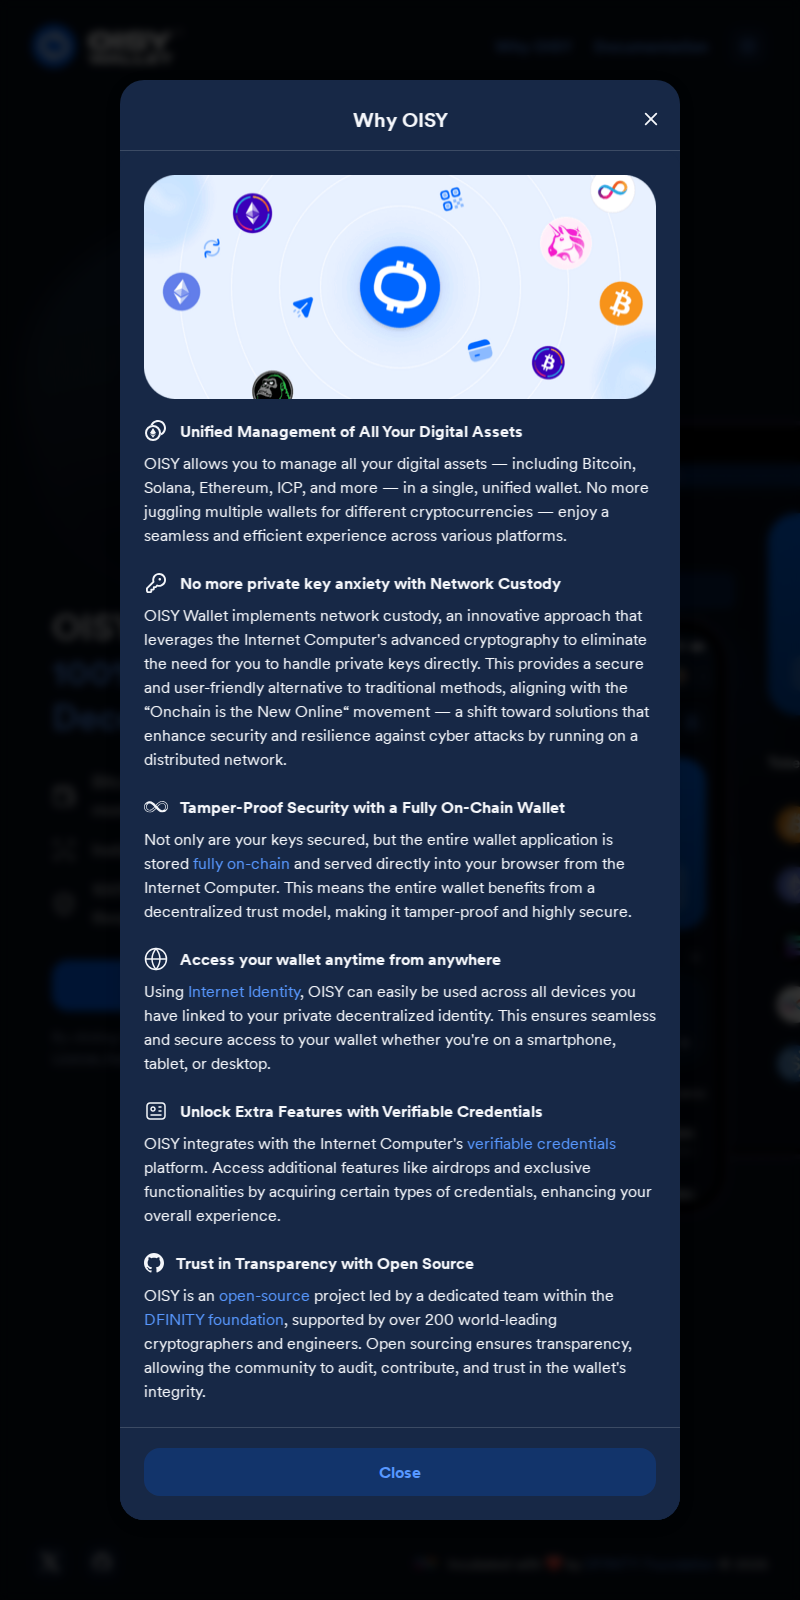 OISY
WALLET
Why OISY
Why OISY
Unified Management of All Your Digital Assets
OISY allows you to manage all your digital assets — including Bitcoin,
Solana, Ethereum, ICP, and more — in a single, unified wallet. No more
juggling multiple wallets for different cryptocurrencies — enjoy a
seamless and efficient experience across various platforms.
No more private key anxiety with Network Custody
OISY Wallet implements network custody, an innovative approach that
leverages the Internet Computer's advanced cryptography to eliminate
the need for you to handle private keys directly. This provides a secure
and user-friendly alternative to traditional methods, aligning with the
“Onchain is the New Online“ movement — a shift toward solutions that
enhance security and resilience against cyber attacks by running on a
distributed network.
Tamper-Proof Security with a Fully On-Chain Wallet
Not only are your keys secured, but the entire wallet application is
stored fully on-chain and served directly into your browser from the
Internet Computer. This means the entire wallet benefits from a
decentralized trust model, making it tamper-proof and highly secure.
Access your wallet anytime from anywhere
Using Internet Identity, OISY can easily be used across all devices you
have linked to your private decentralized identity. This ensures seamless
and secure access to your wallet whether you're on a smartphone,
tablet, or desktop.
Unlock Extra Features with Verifiable Credentials
OISY integrates with the Internet Computer's verifiable credentials
platform. Access additional features like airdrops and exclusive
functionalities by acquiring certain types of credentials, enhancing your
overall experience.
Trust in Transparency with Open Source
OISY is an open-source project led by a dedicated team within the
DFINITY foundation, supported by over 200 world-leading
cryptographers and engineers. Open sourcing ensures transparency,
allowing the community to audit, contribute, and trust in the wallet's
integrity.
Close